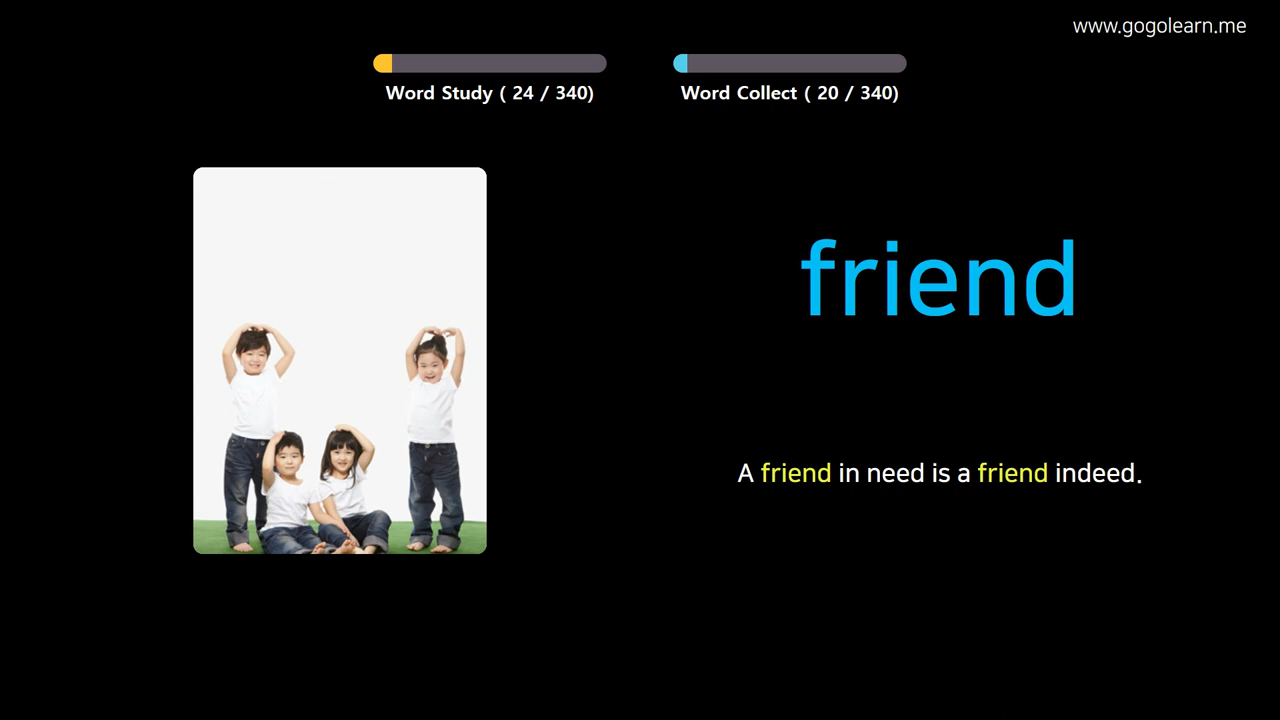 www.gogolearn.me
Word Study ( 24 / 340)
Word Collect ( 20 / 340)
friend
A friend in need is a friend indeed.